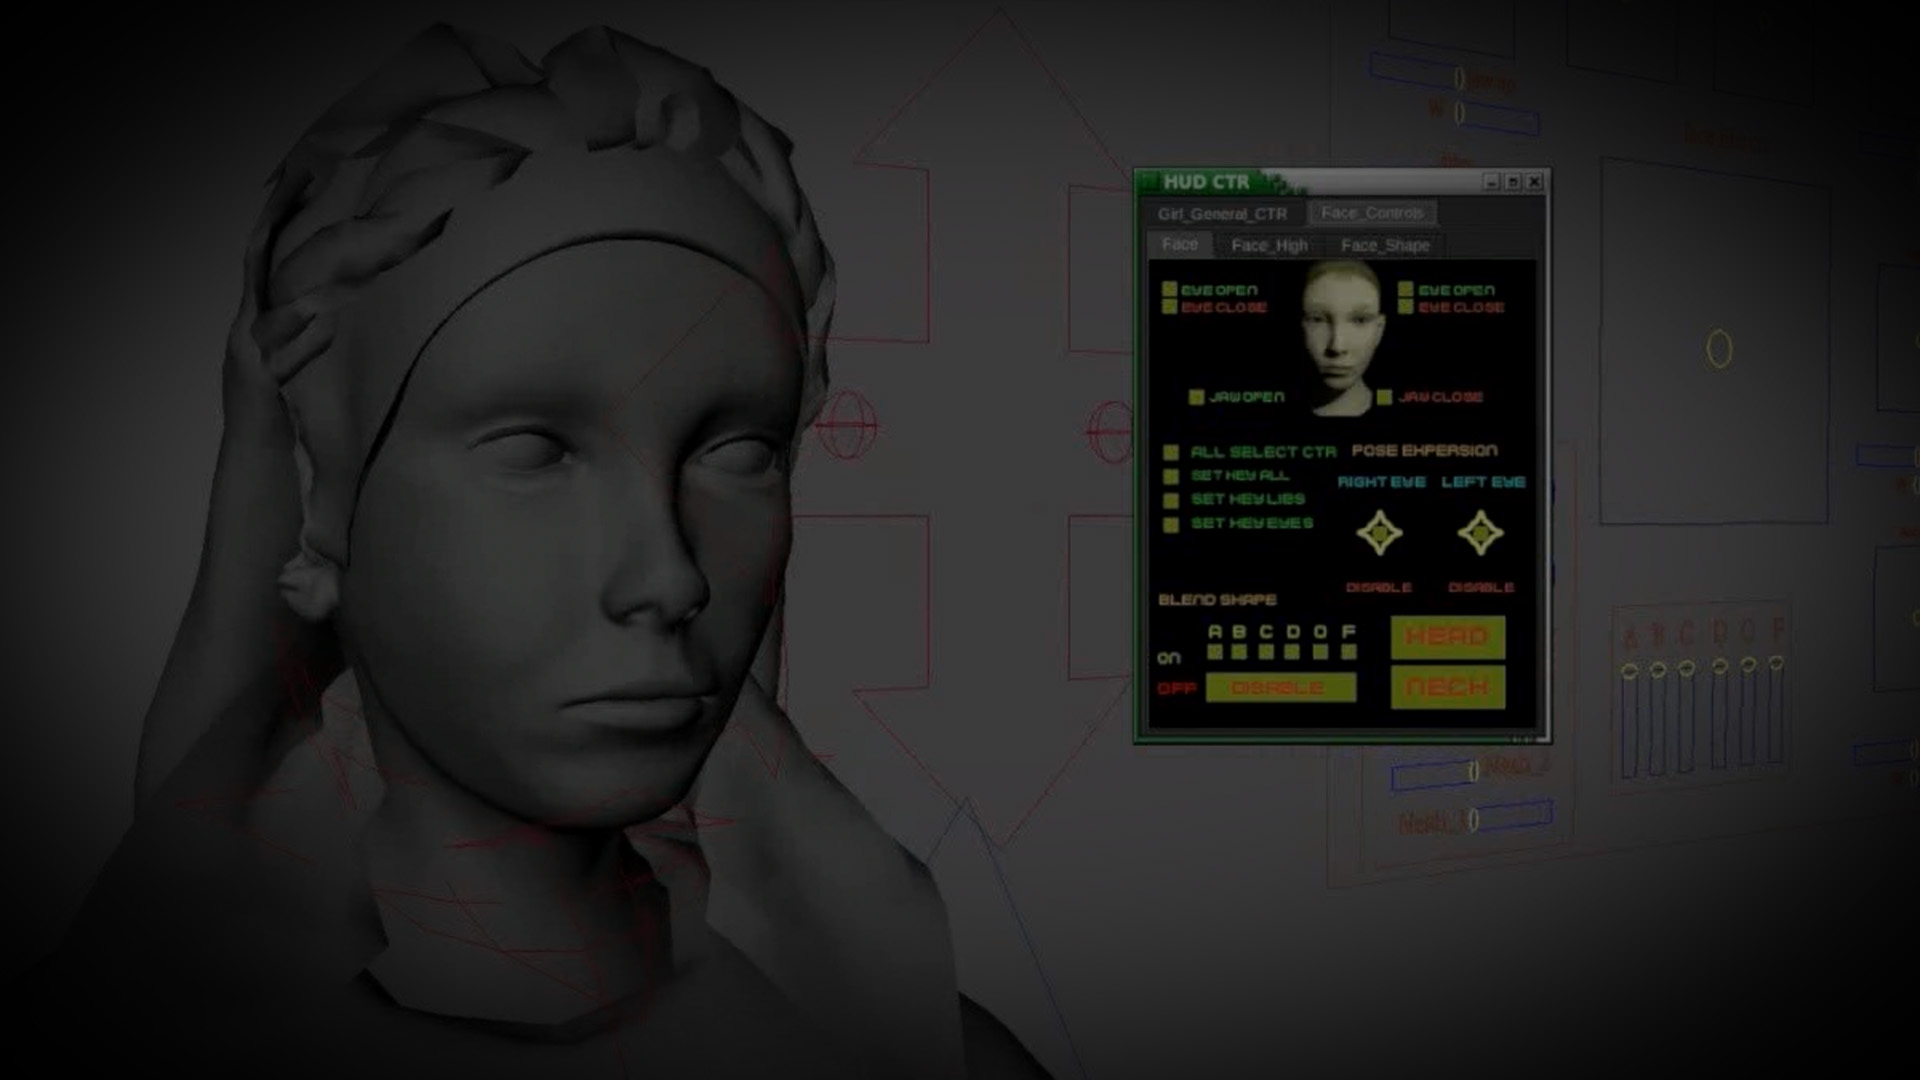 HUD CTR
Girl_General_CTR Face_Controls
Face Face_High Face_Shape
EYE OPEN EYE OPEN
EYE CLOSE EYE CLOSE
JAW OPEN JAW CLOSE
ALL SELECT CTR POSE EXPERSION
SET KEY ALL
RIGHT EYE LEFT EYE
SET KEY LIBS
SET KEY EYES
DISABLE DISABLE
BLEND SHAPE
A B C D O F
HEAD
ON
OFF DISABLE NECK
A B C D O F